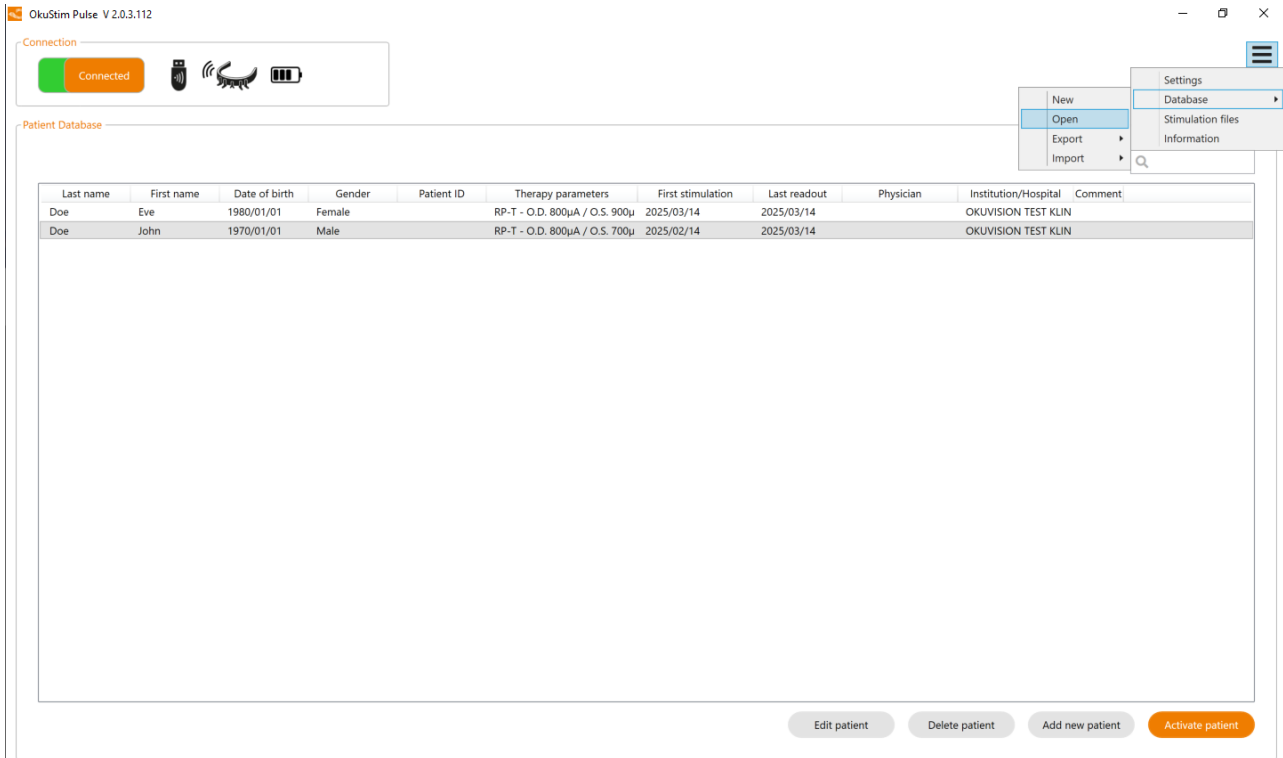 OkuStim Pulse V 2.0.3.112
Connection
Connected
Settings
Database
Stimulation files
Information
New
Open
Export
Import
Patient Database
Last name First name Date of birth Gender Patient ID Therapy parameters First stimulation Last readout Physician Institution/Hospital Comment
Doe Eve 1980/01/01 Female RP-T - O.D. 800µA / O.S. 900µ 2025/03/14 2025/03/14 OKUVISION TEST KLIN
Doe John 1970/01/01 Male RP-T - O.D. 800µA / O.S. 700µ 2025/02/14 2025/03/14 OKUVISION TEST KLIN
Edit patient Delete patient Add new patient Activate patient